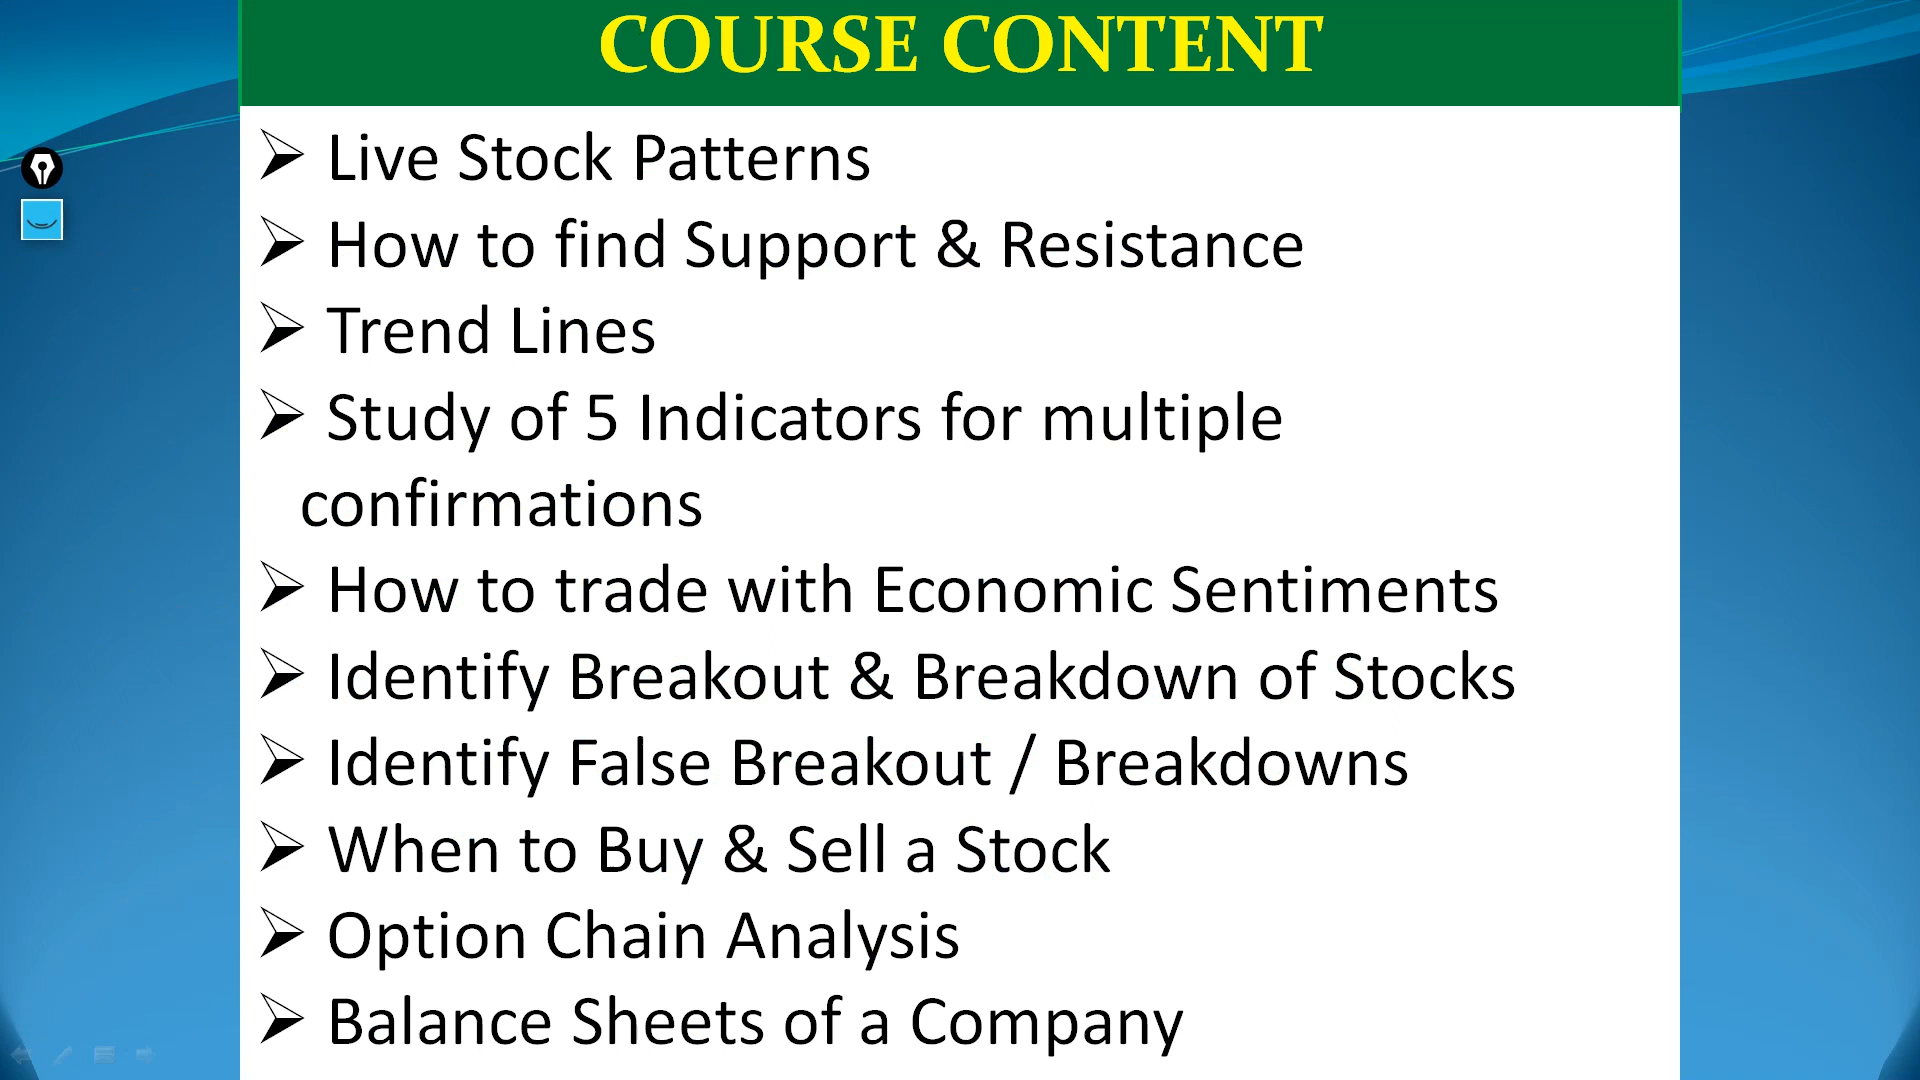 COURSE CONTENT
➢ Live Stock Patterns
➢ How to find Support & Resistance
➢ Trend Lines
➢ Study of 5 Indicators for multiple
confirmations
➢ How to trade with Economic Sentiments
➢ Identify Breakout & Breakdown of Stocks
➢ Identify False Breakout / Breakdowns
➢ When to Buy & Sell a Stock
➢ Option Chain Analysis
➢ Balance Sheets of a Company